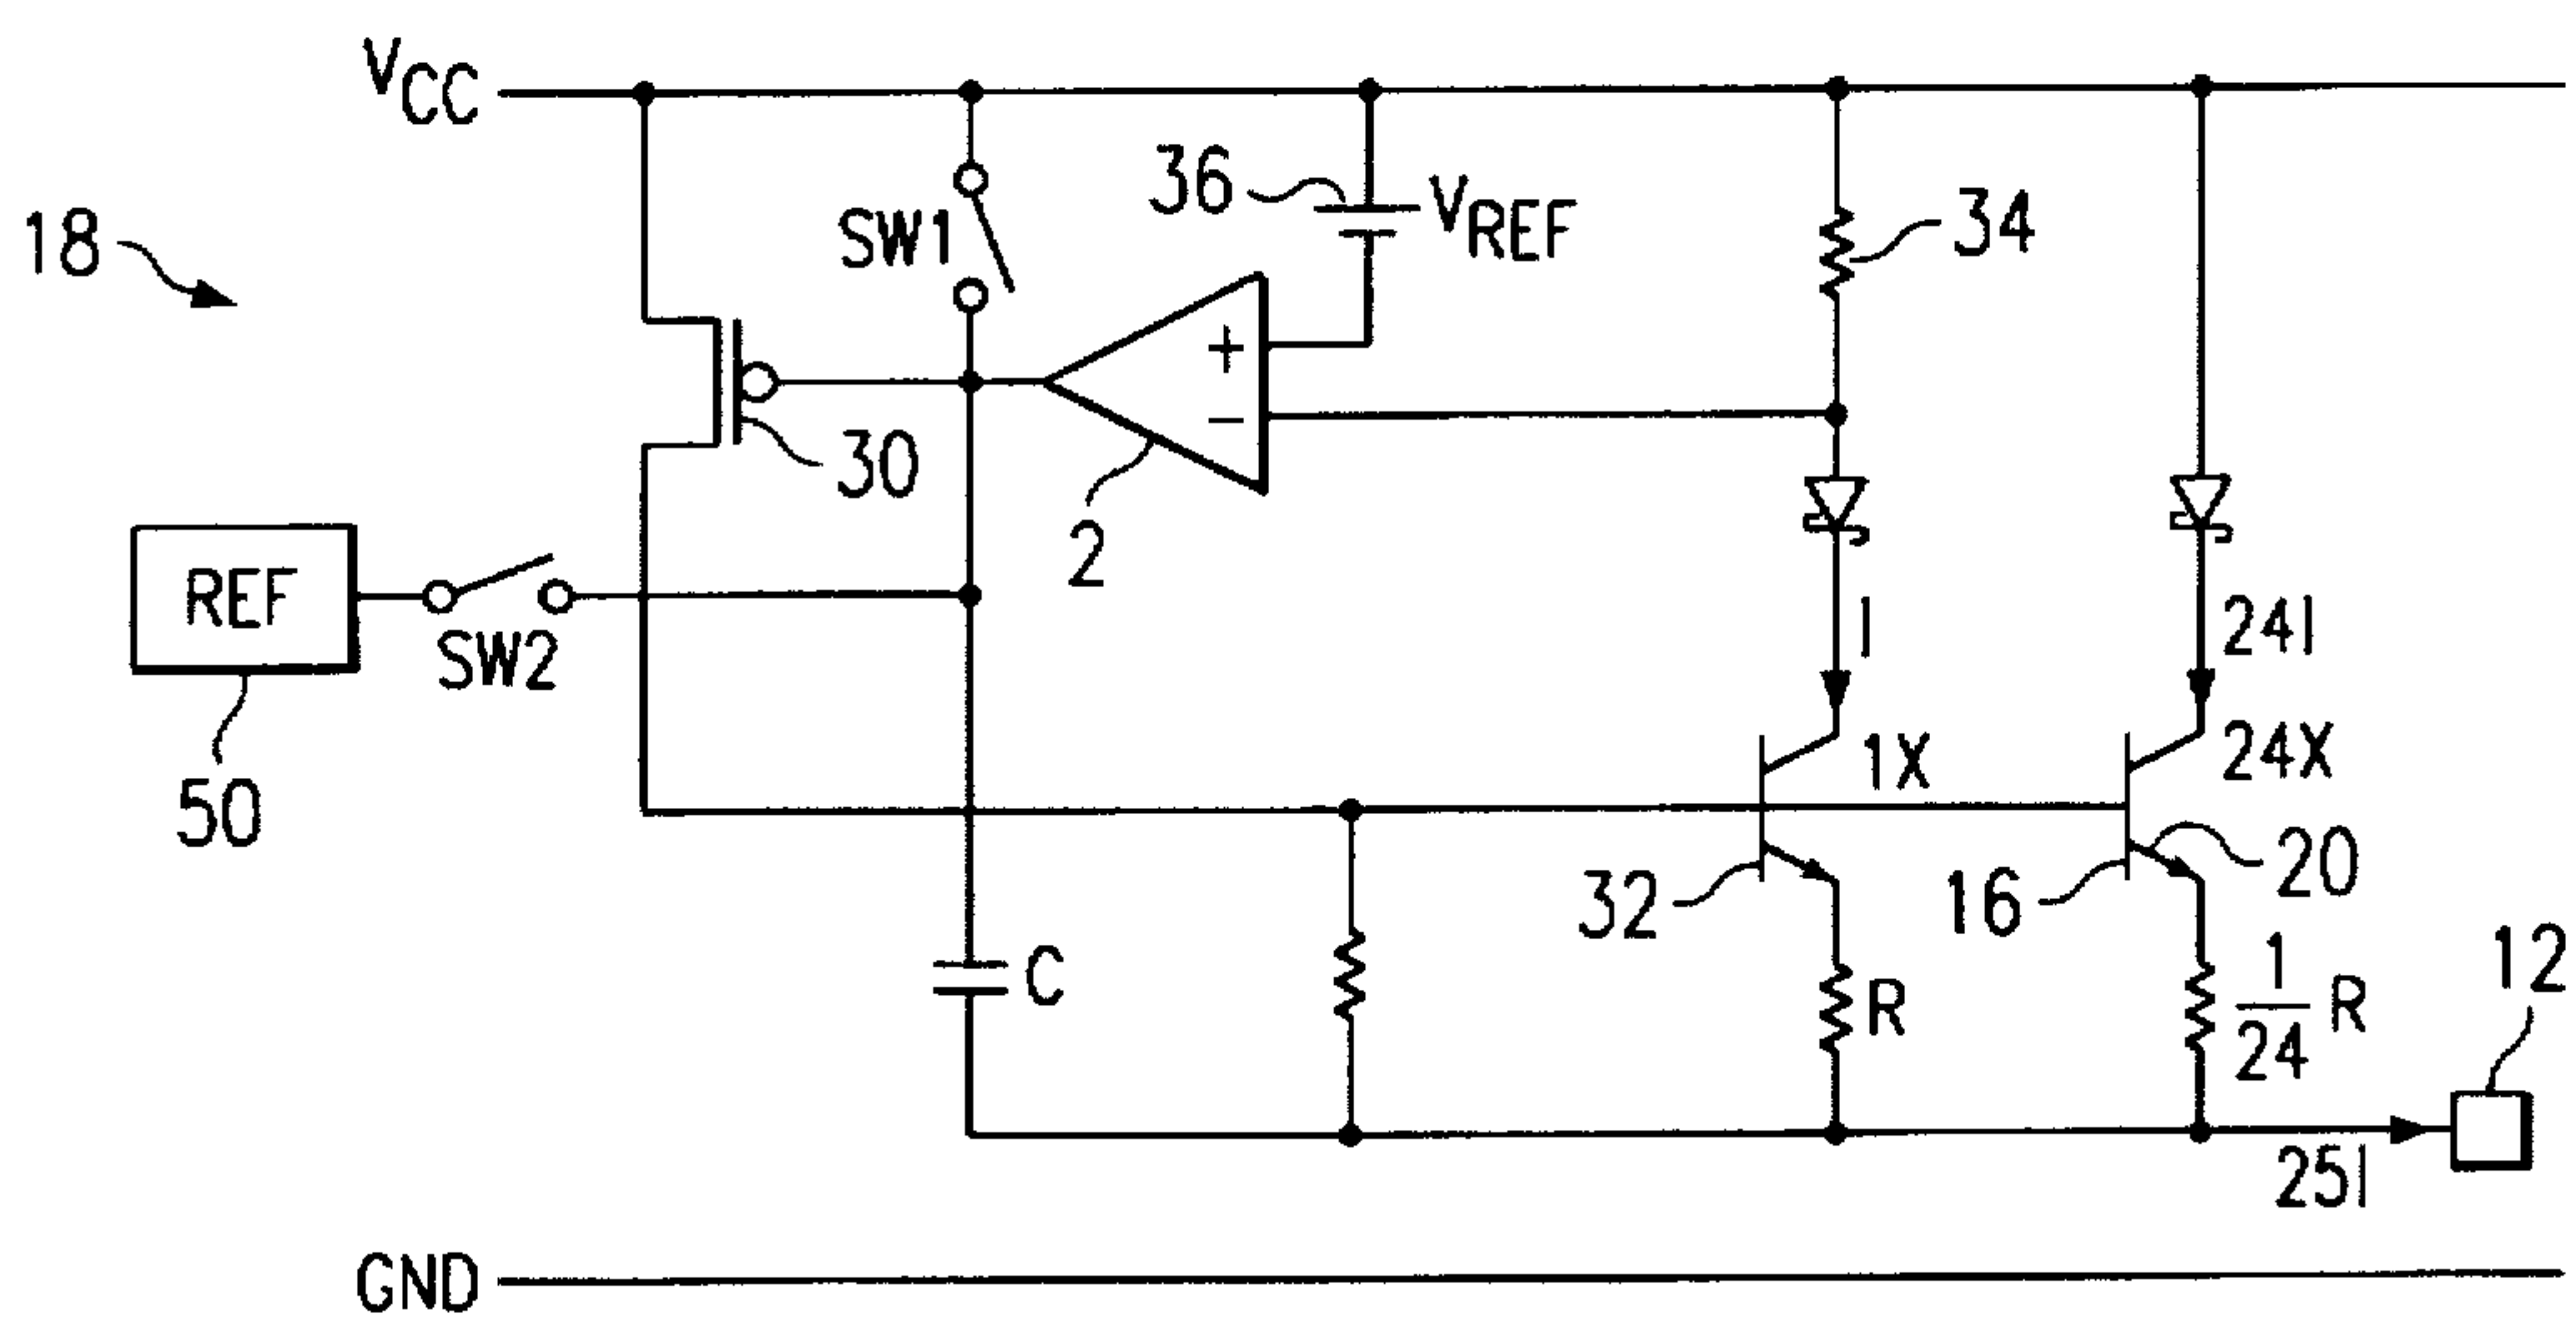 VCC
36
VREF
34
18
SW1
+
-
30
2
REF
SW2
I
24I
50
1X
24X
32
16
20
C
R
1/24 R
12
25I
GND